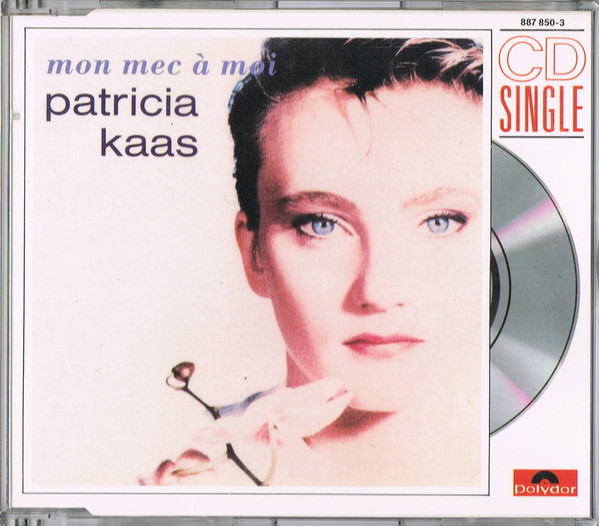 887 850-3
mon mec à moi
patricia
kaas
CD
SINGLE
polydor